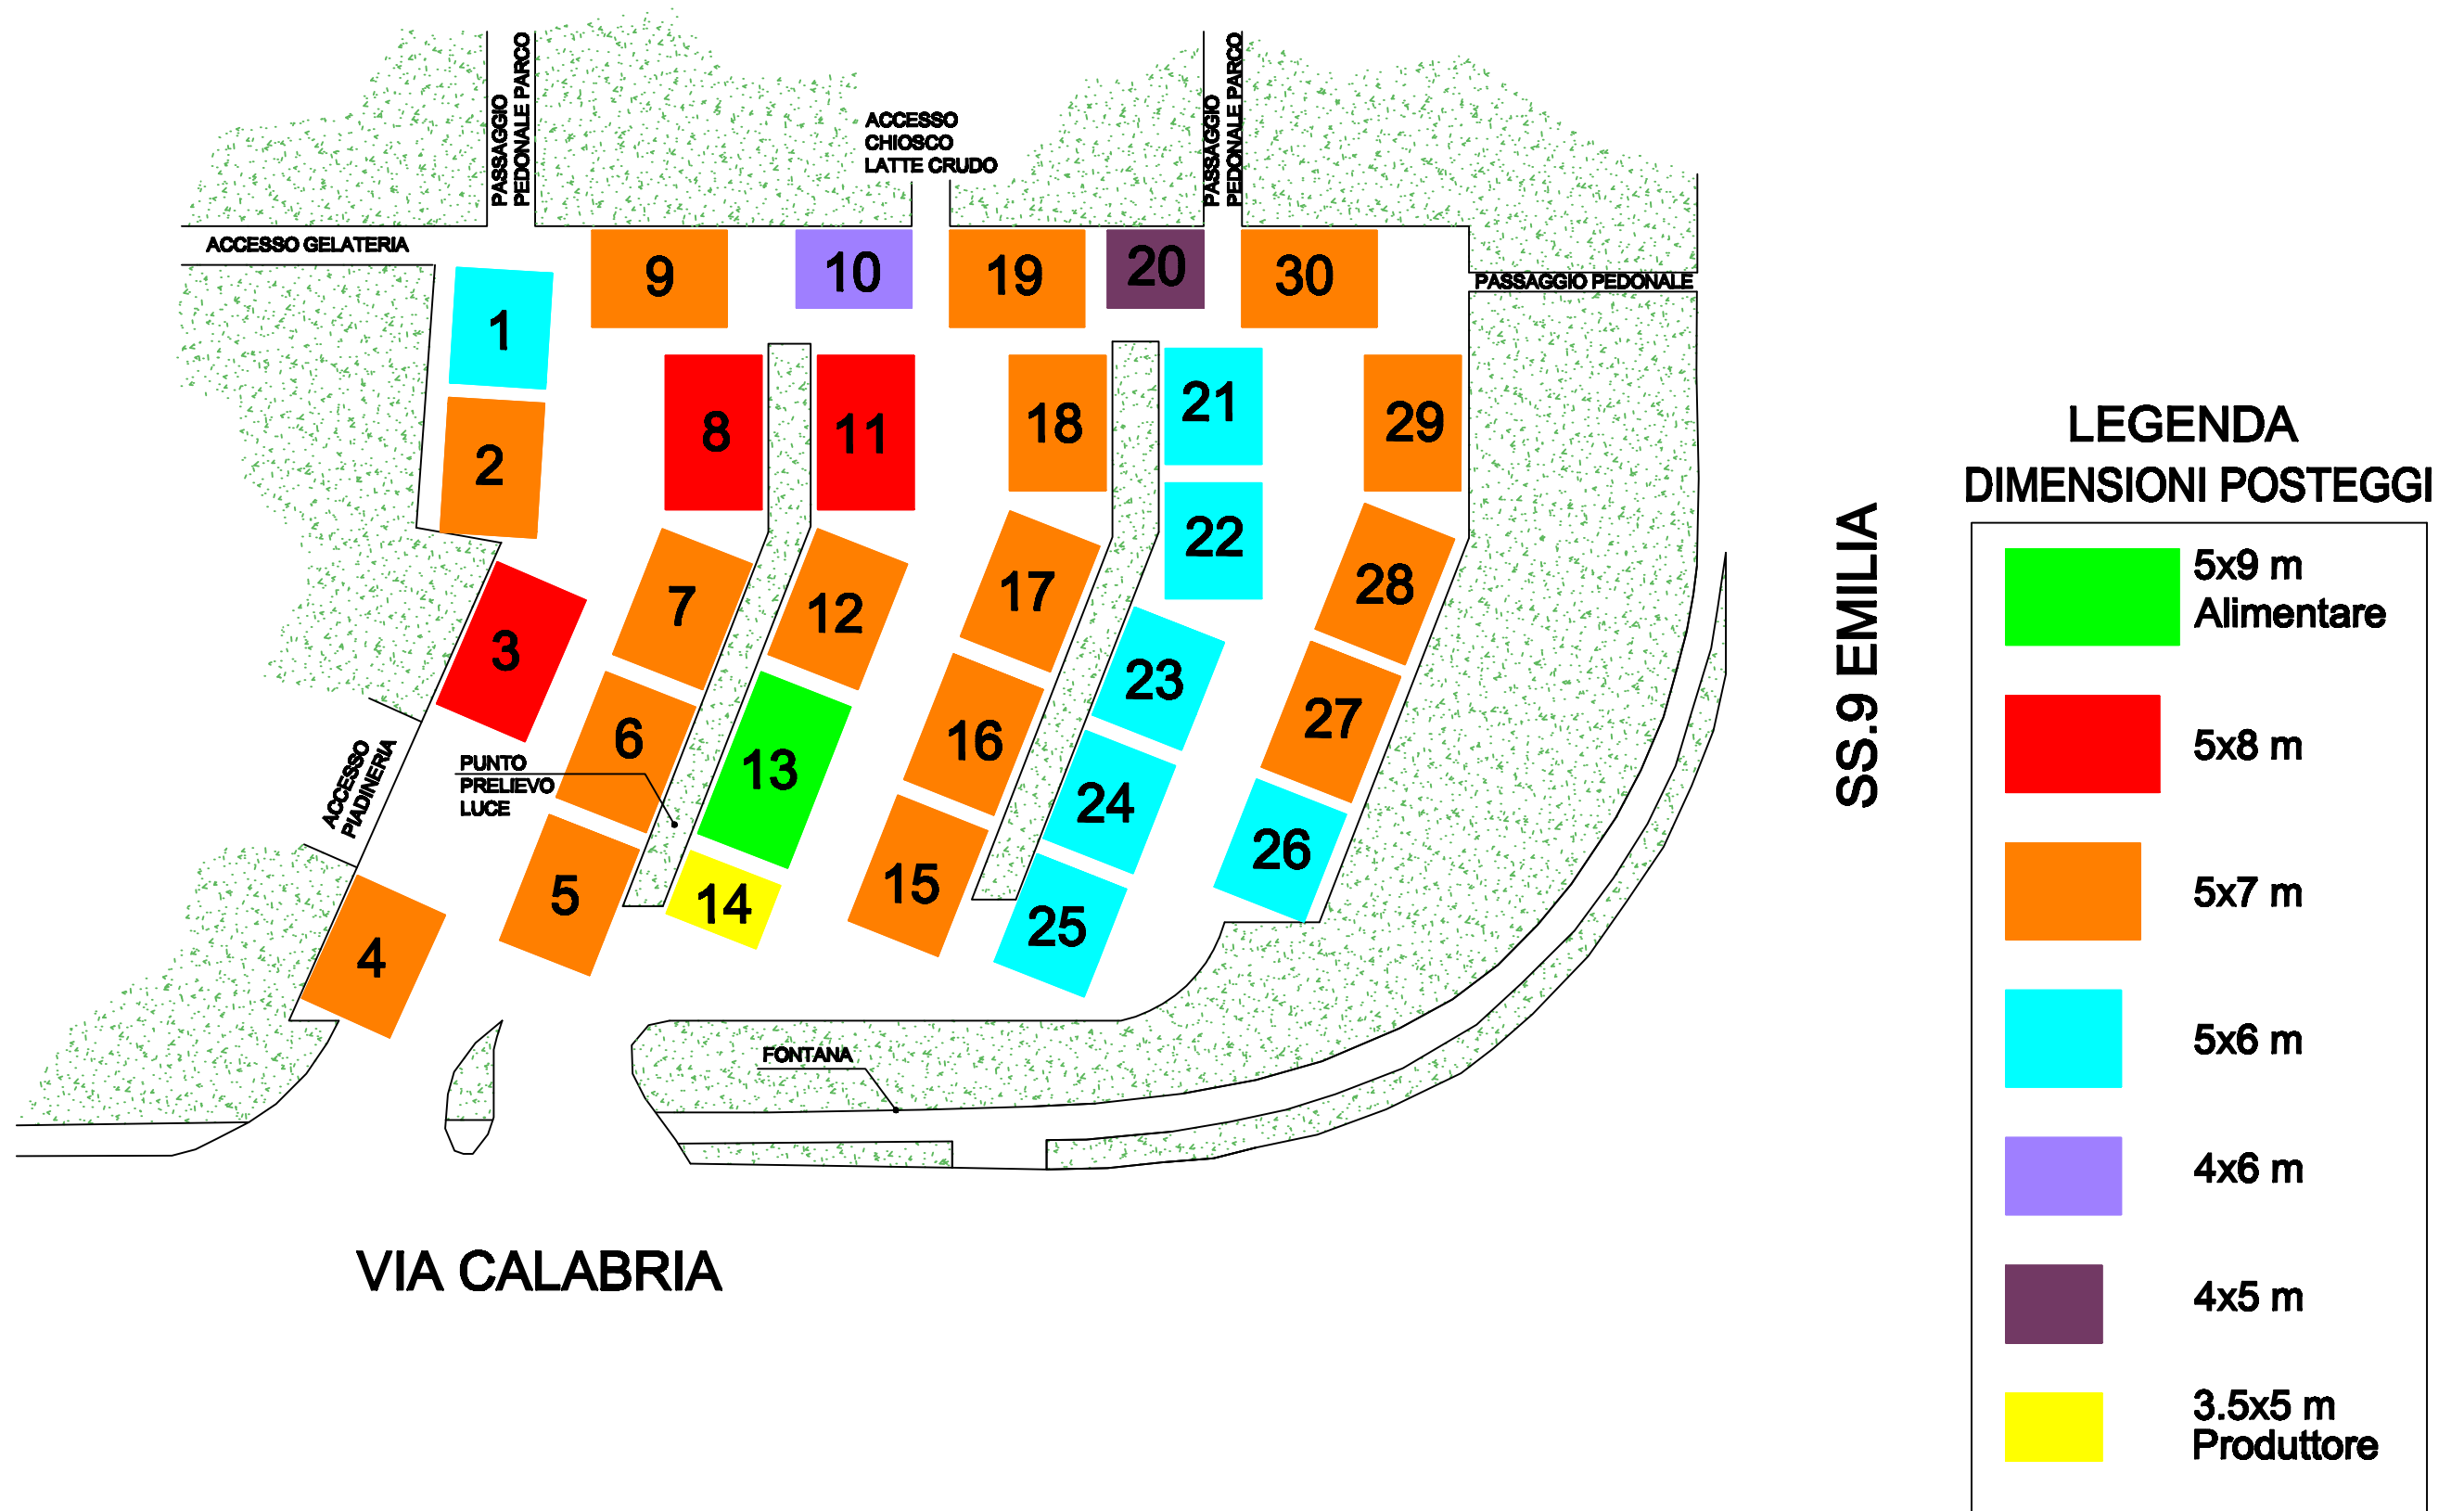 PASSAGGIO
PEDONALE PARCO
ACCESSO
CHIOSCO
LATTE CRUDO
PASSAGGIO
PEDONALE PARCO
ACCESSO GELATERIA
PASSAGGIO PEDONALE
1
2
3
4
5
6
7
8
9
10
11
12
13
14
15
16
17
18
19
20
21
22
23
24
25
26
27
28
29
30
ACCESSO
PIADINERIA
PUNTO
PRELIEVO
LUCE
FONTANA
VIA CALABRIA
SS.9 EMILIA
LEGENDA
DIMENSIONI POSTEGGI
5x9 m
Alimentare
5x8 m
5x7 m
5x6 m
4x6 m
4x5 m
3.5x5 m
Produttore